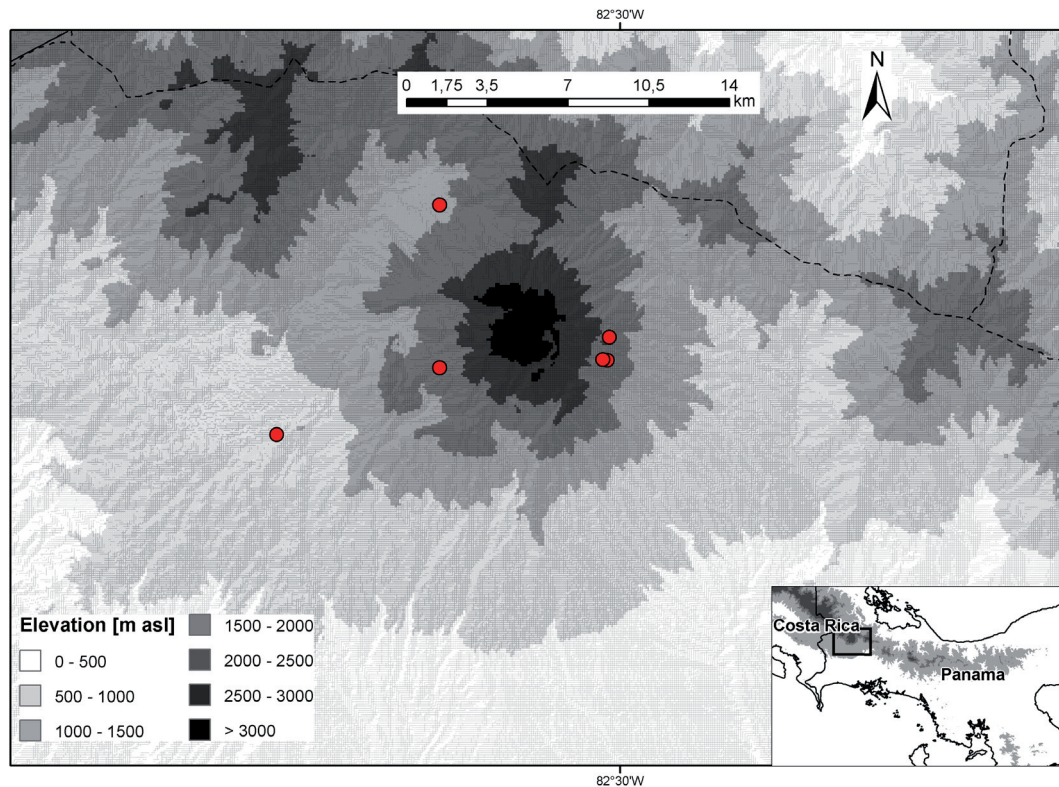 82°30'W
N
0 1,75 3,5 7 10,5 14
km
Elevation [m asl]
0 - 500
500 - 1000
1000 - 1500
1500 - 2000
2000 - 2500
2500 - 3000
> 3000
Costa Rica
Panama
82°30'W